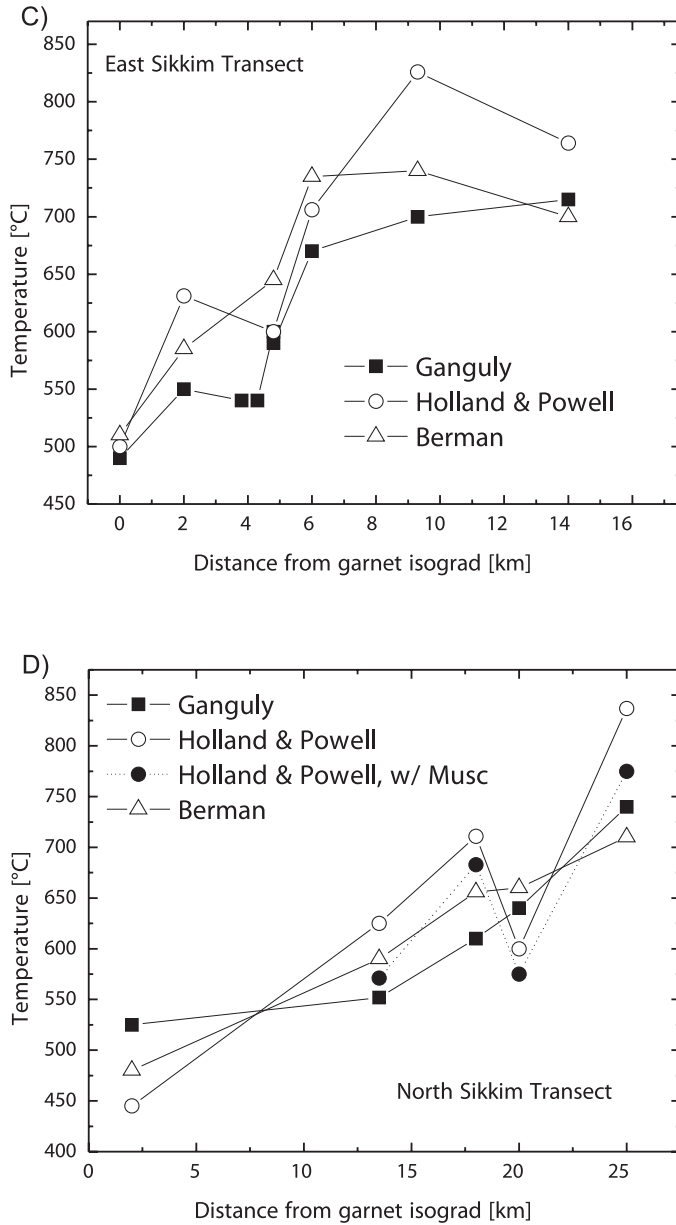 C)
East Sikkim Transect
850
800
750
700
650
600
550
500
450
Temperature [°C]
Ganguly
Holland & Powell
Berman
0 2 4 6 8 10 12 14 16
Distance from garnet isograd [km]
D)
850
800
750
700
650
600
550
500
450
400
Temperature [°C]
Ganguly
Holland & Powell
Holland & Powell, w/ Musc
Berman
North Sikkim Transect
0 5 10 15 20 25
Distance from garnet isograd [km]